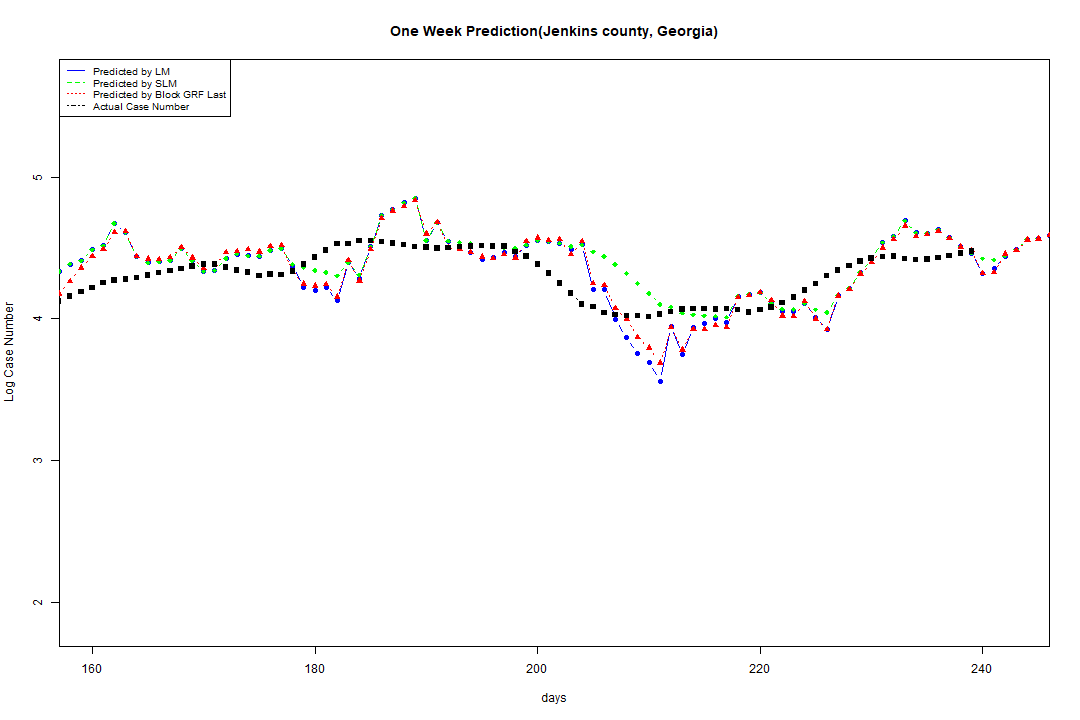 One Week Prediction(Jenkins county, Georgia)
Predicted by LM
Predicted by SLM
Predicted by Block GRF Last
Actual Case Number
5
4
3
2
Log Case Number
160 180 200 220 240
days